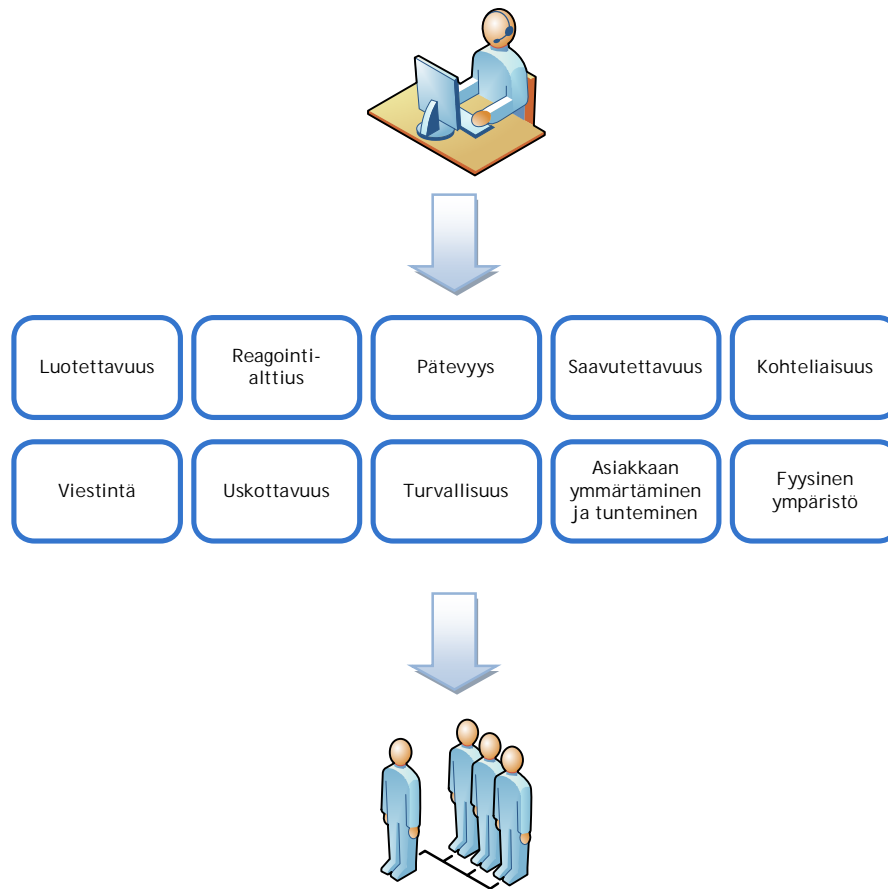 Luotettavuus
Reagointi-
alttius
Pätevyys
Saavutettavuus
Kohteliaisuus
Viestintä
Uskottavuus
Turvallisuus
Asiakkaan
ymmärtäminen
ja tunteminen
Fyysinen
ympäristö